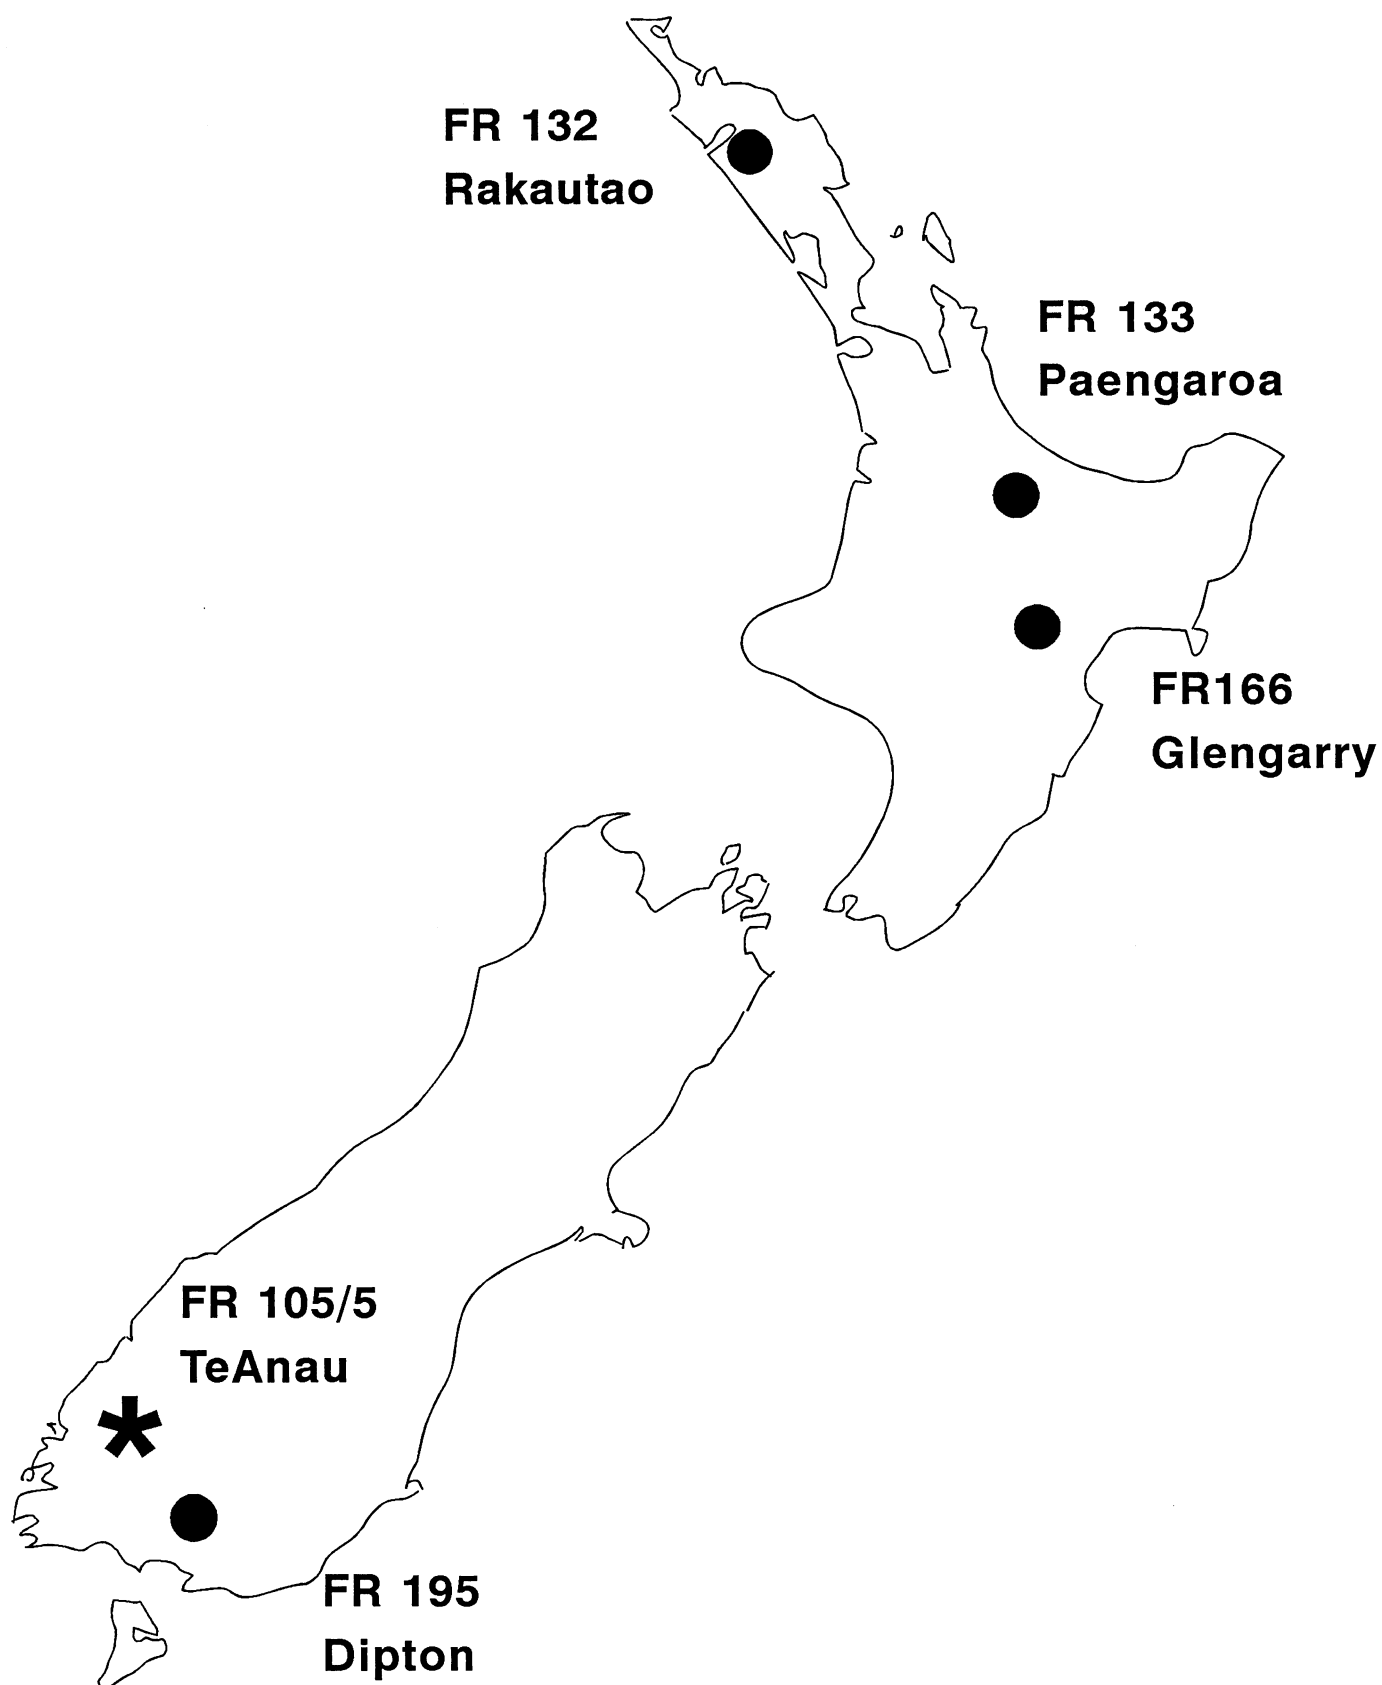 FR 132
Rakautao
FR 133
Paengaroa
FR166
Glengarry
FR 105/5
TeAnau
*
FR 195
Dipton